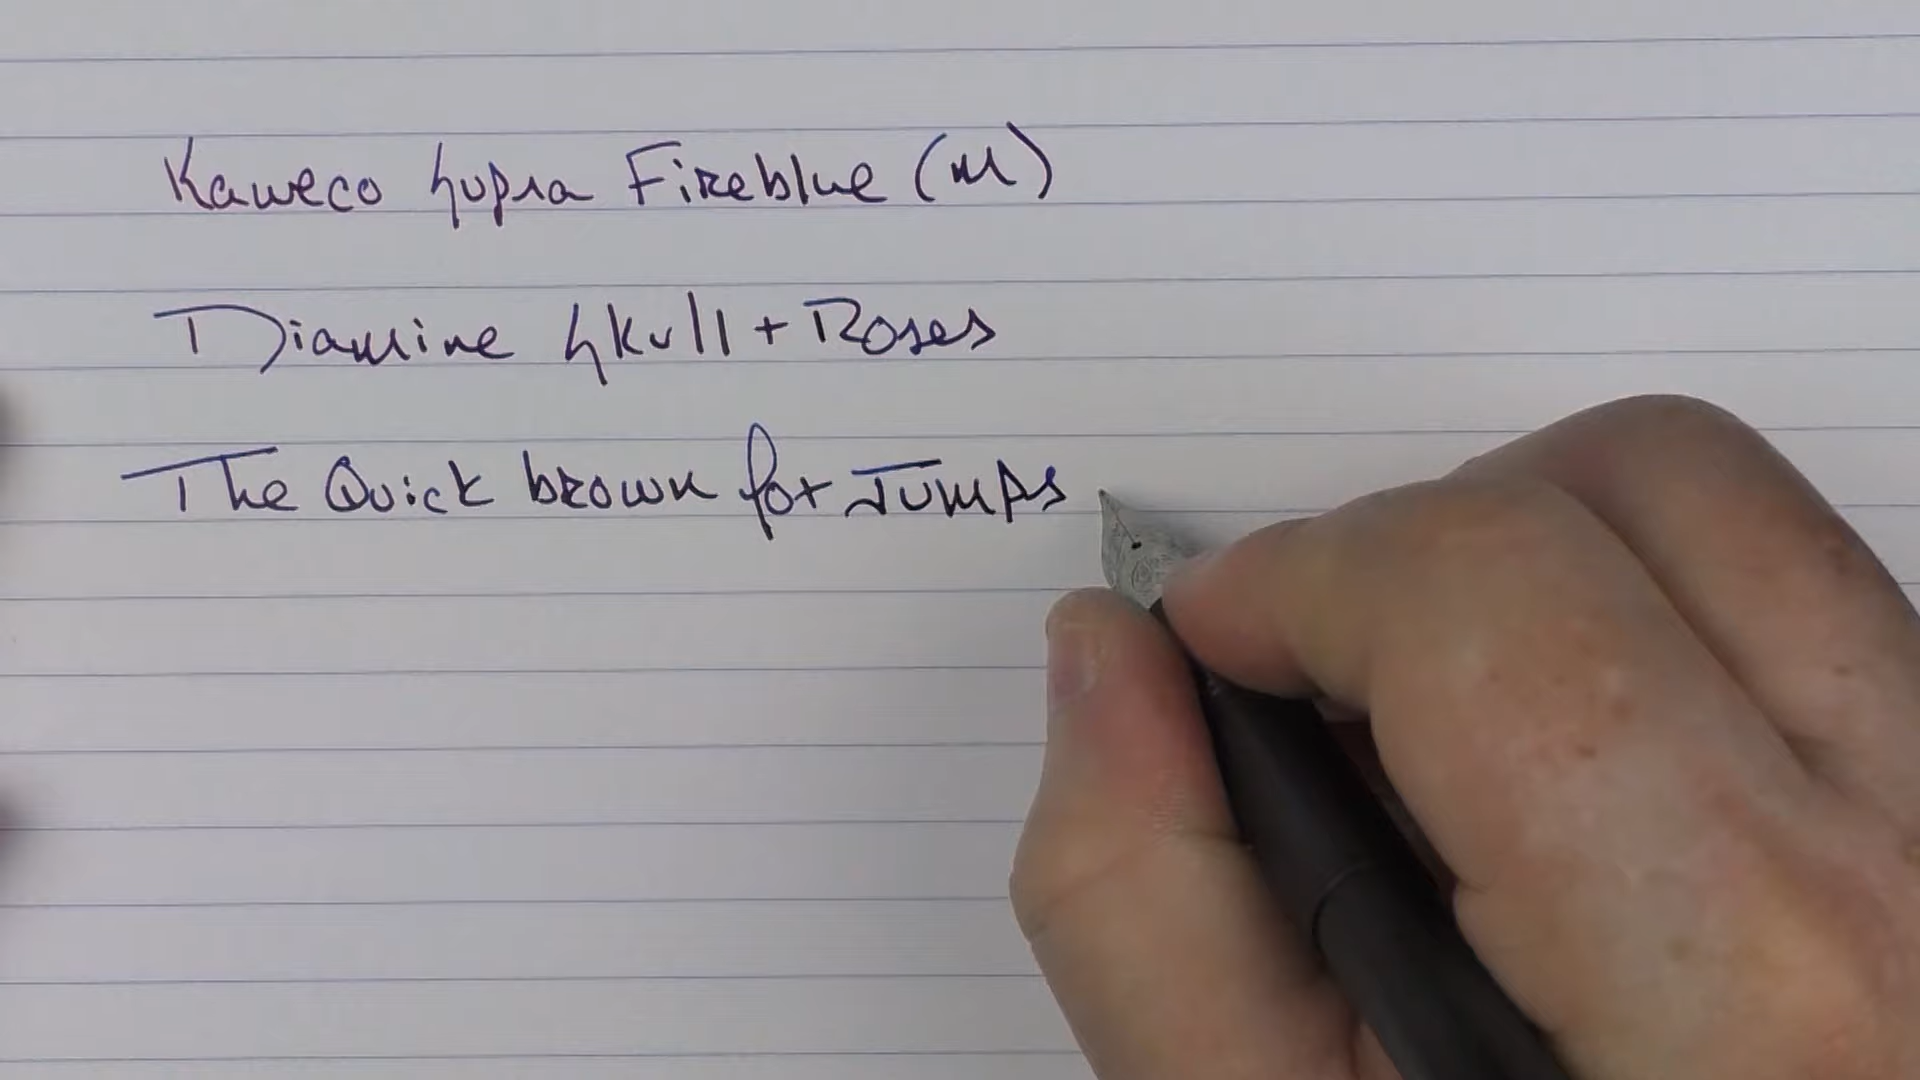 Kaweco Supra Fireblue (M)
Diamine Skull + Roses
The Quick brown fox Jumps